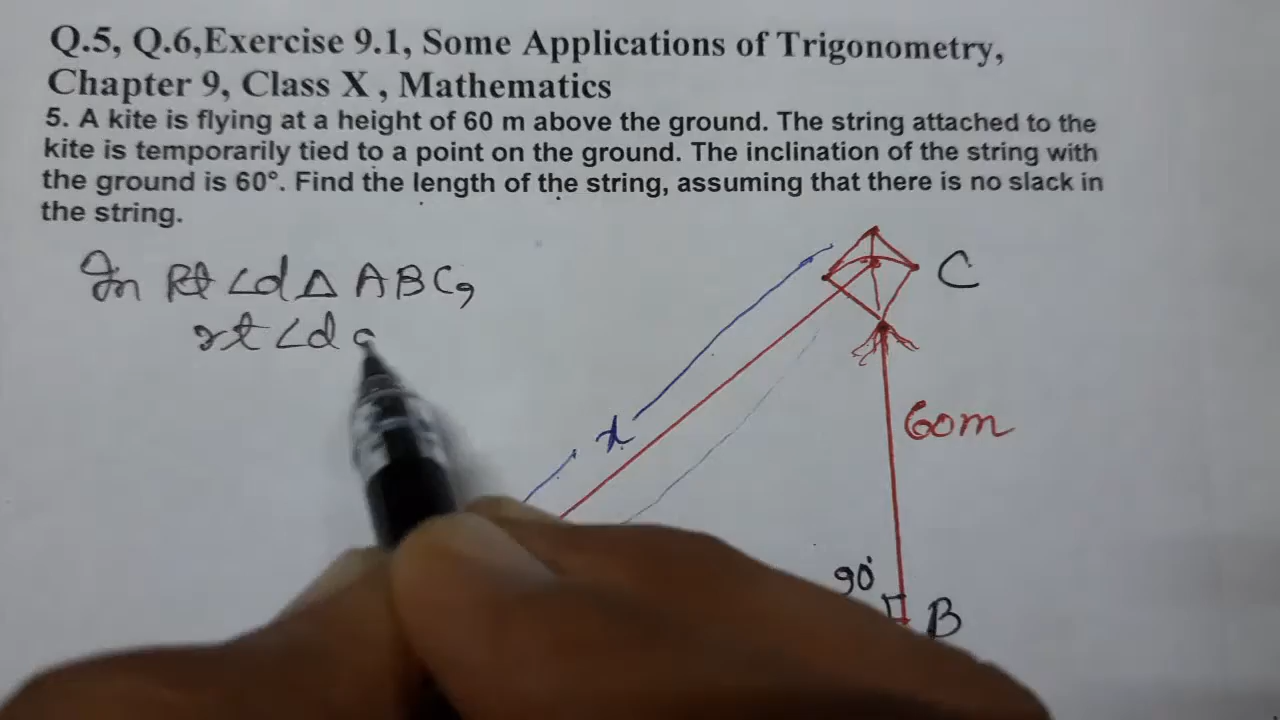 Q.5, Q.6,Exercise 9.1, Some Applications of Trigonometry,
Chapter 9, Class X , Mathematics
5. A kite is flying at a height of 60 m above the ground. The string attached to the
kite is temporarily tied to a point on the ground. The inclination of the string with
the ground is 60°. Find the length of the string, assuming that there is no slack in
the string.
In Rt ∠d △ ABC,
rt ∠d
C
x
60m
90°
B